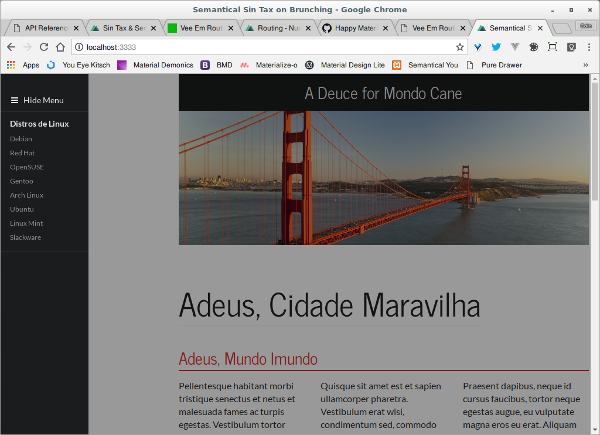 Semantical Sin Tax on Brunching - Google Chrome
API Referenc
Sin Tax & Se
Vee Em Rout
Routing - Nu
Happy Mater
Vee Em Rout
Semantical S
localhost:3333
Apps
You Eye Kitsch
Material Demonics
BMD
Materialize-o
Material Design Lite
Semantical You
Pure Drawer
»
Hide Menu
Distros de Linux
Debian
Red Hat
OpenSUSE
Gentoo
Arch Linux
Ubuntu
Linux Mint
Slackware
A Deuce for Mondo Cane
Adeus, Cidade Maravilha
Adeus, Mundo Imundo
Pellentesque habitant morbi
tristique senectus et netus et
malesuada fames ac turpis
egestas. Vestibulum tortor
Quisque sit amet est et sapien
ullamcorper pharetra.
Vestibulum erat wisi,
condimentum sed, commodo
Praesent dapibus, neque id
cursus faucibus, tortor neque
egestas augue, eu vulputate
magna eros eu erat. Aliquam